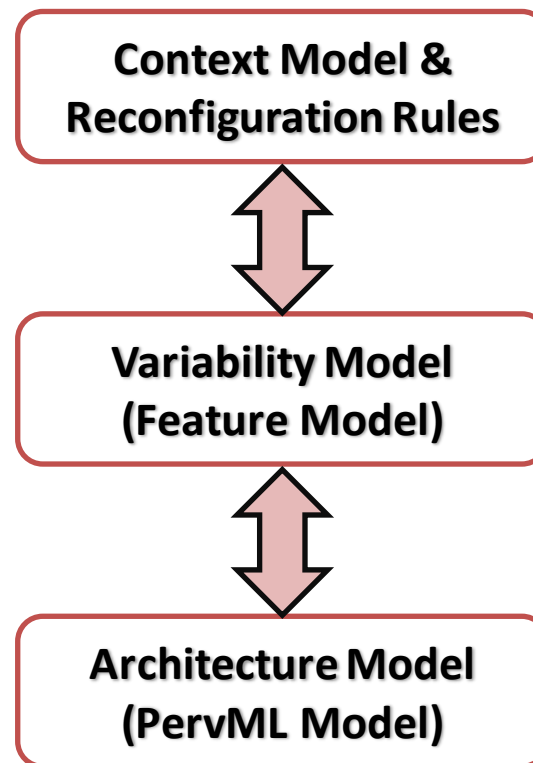 Context Model &
Reconfiguration Rules
Variability Model
(Feature Model)
Architecture Model
(PervML Model)